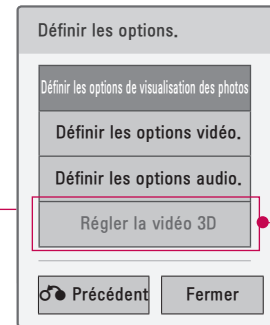 Définir les options.
Définir les options de visualisation des photos
Définir les options vidéo.
Définir les options audio.
Régler la vidéo 3D
Précédent
Fermer